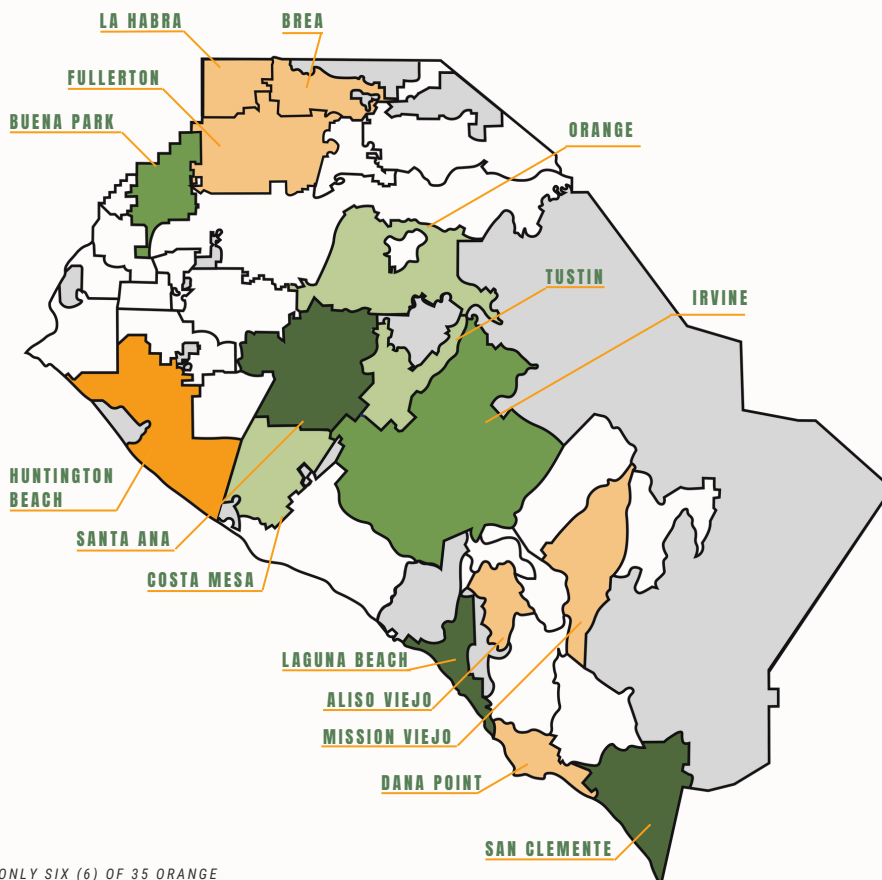 LA HABRA
BREA
FULLERTON
BUENA PARK
ORANGE
TUSTIN
IRVINE
HUNTINGTON
BEACH
SANTA ANA
COSTA MESA
LAGUNA BEACH
ALISO VIEJO
MISSION VIEJO
DANA POINT
SAN CLEMENTE
ONLY SIX (6) OF 35 ORANGE